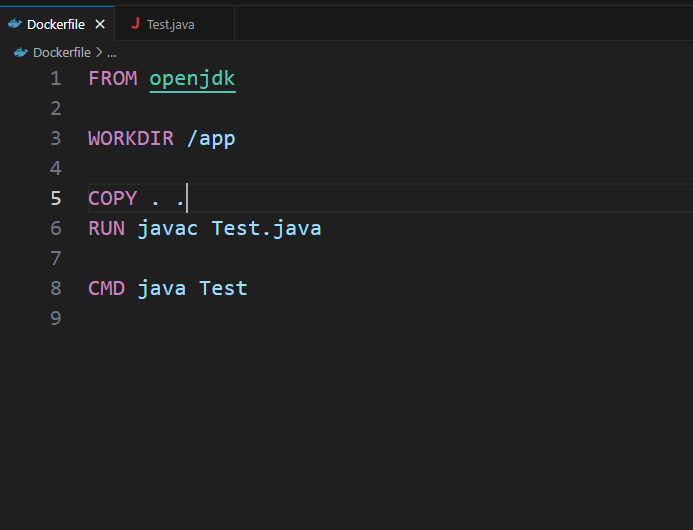 Dockerfile Test.java
Dockerfile > ...
1 FROM openjdk
2
3 WORKDIR /app
4
5 COPY . .
6 RUN javac Test.java
7
8 CMD java Test
9